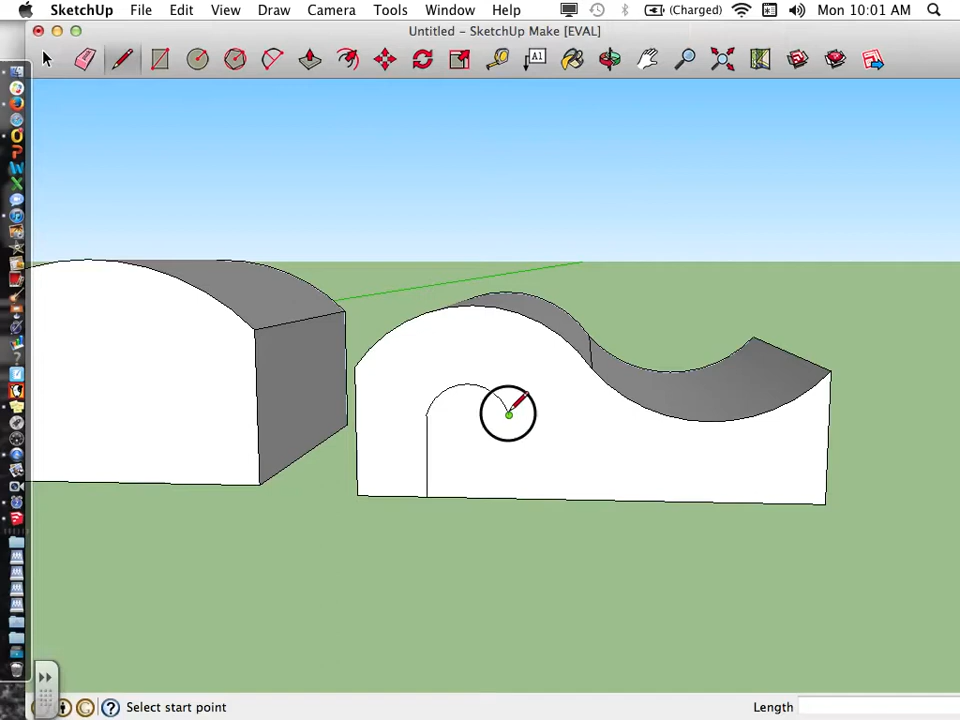 SketchUp File Edit View Draw Camera Tools Window Help (Charged) Mon 10:01 AM
Untitled – SketchUp Make [EVAL]
A1
Select start point Length